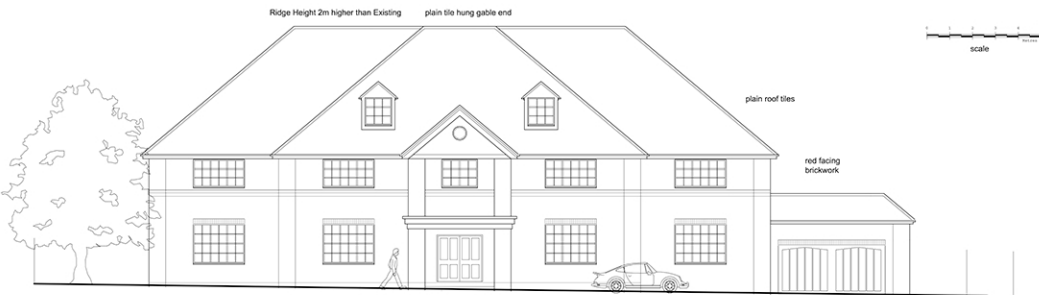 Ridge Height 2m higher than Existing
plain tile hung gable end
scale
plain roof tiles
red facing
brickwork